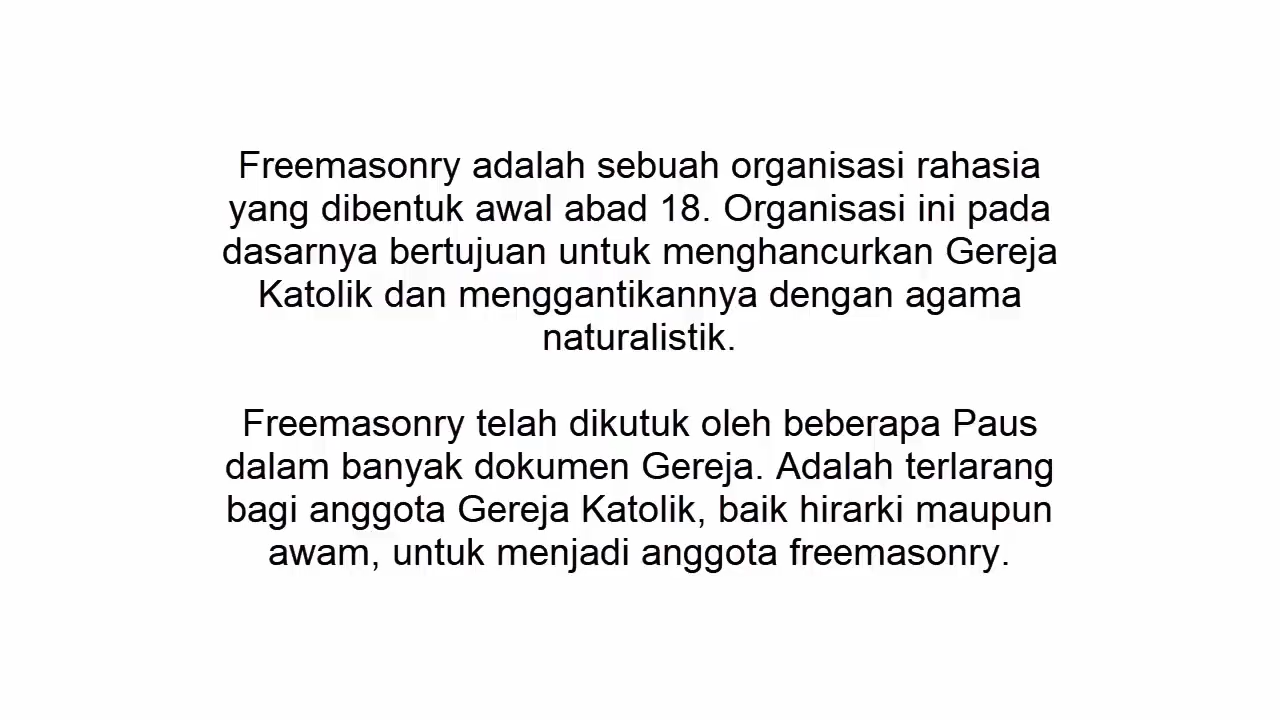 Freemasonry adalah sebuah organisasi rahasia
yang dibentuk awal abad 18. Organisasi ini pada
dasarnya bertujuan untuk menghancurkan Gereja
Katolik dan menggantikannya dengan agama
naturalistik.
Freemasonry telah dikutuk oleh beberapa Paus
dalam banyak dokumen Gereja. Adalah terlarang
bagi anggota Gereja Katolik, baik hirarki maupun
awam, untuk menjadi anggota freemasonry.